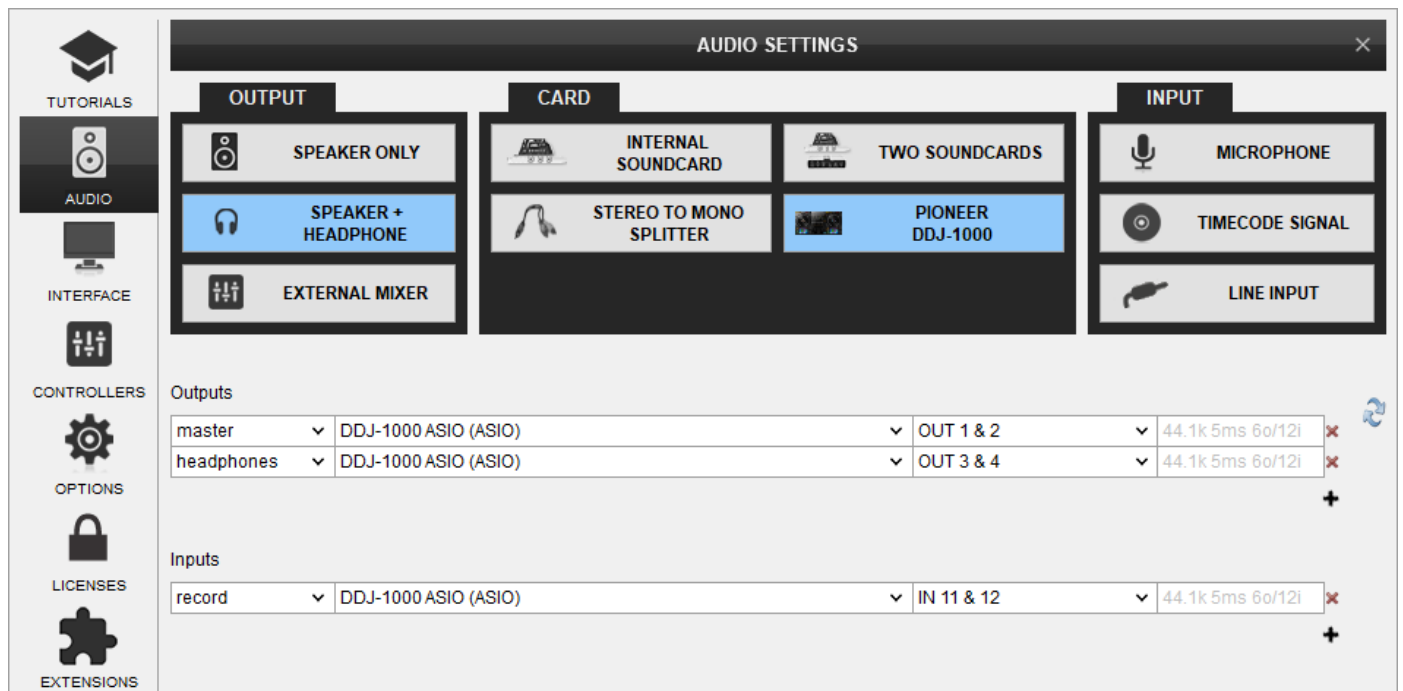 AUDIO SETTINGS
TUTORIALS
AUDIO
INTERFACE
CONTROLLERS
OPTIONS
LICENSES
EXTENSIONS
OUTPUT
SPEAKER ONLY
SPEAKER +
HEADPHONE
EXTERNAL MIXER
CARD
INTERNAL
SOUNDCARD
TWO SOUNDCARDS
STEREO TO MONO
SPLITTER
PIONEER
DDJ-1000
INPUT
MICROPHONE
TIMECODE SIGNAL
LINE INPUT
Outputs
master DDJ-1000 ASIO (ASIO) OUT 1 & 2 44.1k 5ms 6o/12i
headphones DDJ-1000 ASIO (ASIO) OUT 3 & 4 44.1k 5ms 6o/12i
Inputs
record DDJ-1000 ASIO (ASIO) IN 11 & 12 44.1k 5ms 6o/12i